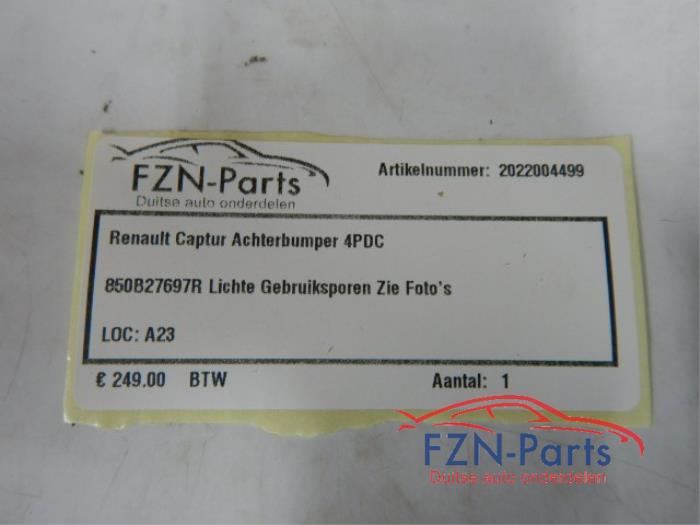 FZN-Parts
Duitse auto onderdelen
Artikelnummer: 2022004499
Renault Captur Achterbumper 4PDC
850B27697R Lichte Gebruiksporen Zie Foto's
LOC: A23
€ 249.00 BTW
Aantal: 1
FZN-Parts
Duitse auto onderdelen